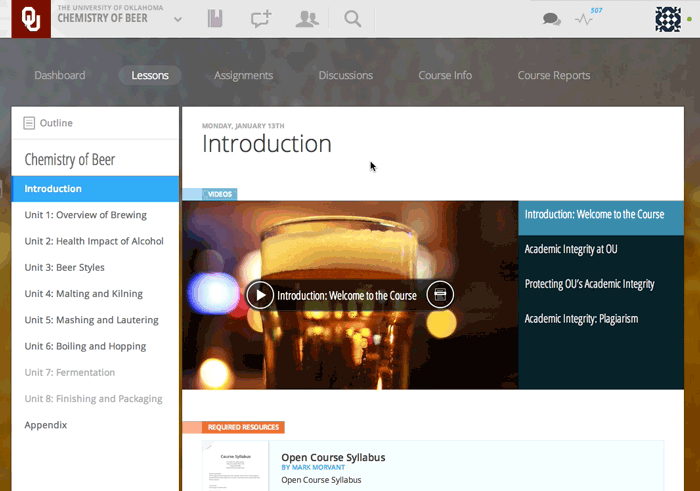 OU
THE UNIVERSITY OF OKLAHOMA
CHEMISTRY OF BEER
507
Dashboard
Lessons
Assignments
Discussions
Course Info
Course Reports
Outline
Chemistry of Beer
Introduction
Unit 1: Overview of Brewing
Unit 2: Health Impact of Alcohol
Unit 3: Beer Styles
Unit 4: Malting and Kilning
Unit 5: Mashing and Lautering
Unit 6: Boiling and Hopping
Unit 7: Fermentation
Unit 8: Finishing and Packaging
Appendix
MONDAY, JANUARY 13TH
Introduction
VIDEOS
Introduction: Welcome to the Course
Introduction: Welcome to the Course
Academic Integrity at OU
Protecting OU's Academic Integrity
Academic Integrity: Plagiarism
REQUIRED RESOURCES
Course Syllabus
Open Course Syllabus
BY MARK MORVANT
Open Course Syllabus